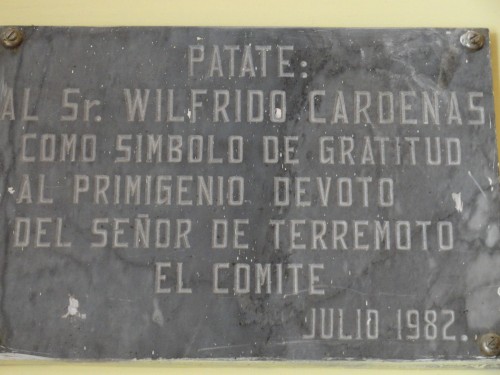 PATATE:
AL Sr. WILFRIDO CARDENAS
COMO SIMBOLO DE GRATITUD
AL PRIMIGENIO DEVOTO
DEL SEÑOR DE TERREMOTO
EL COMITE
JULIO 1982.